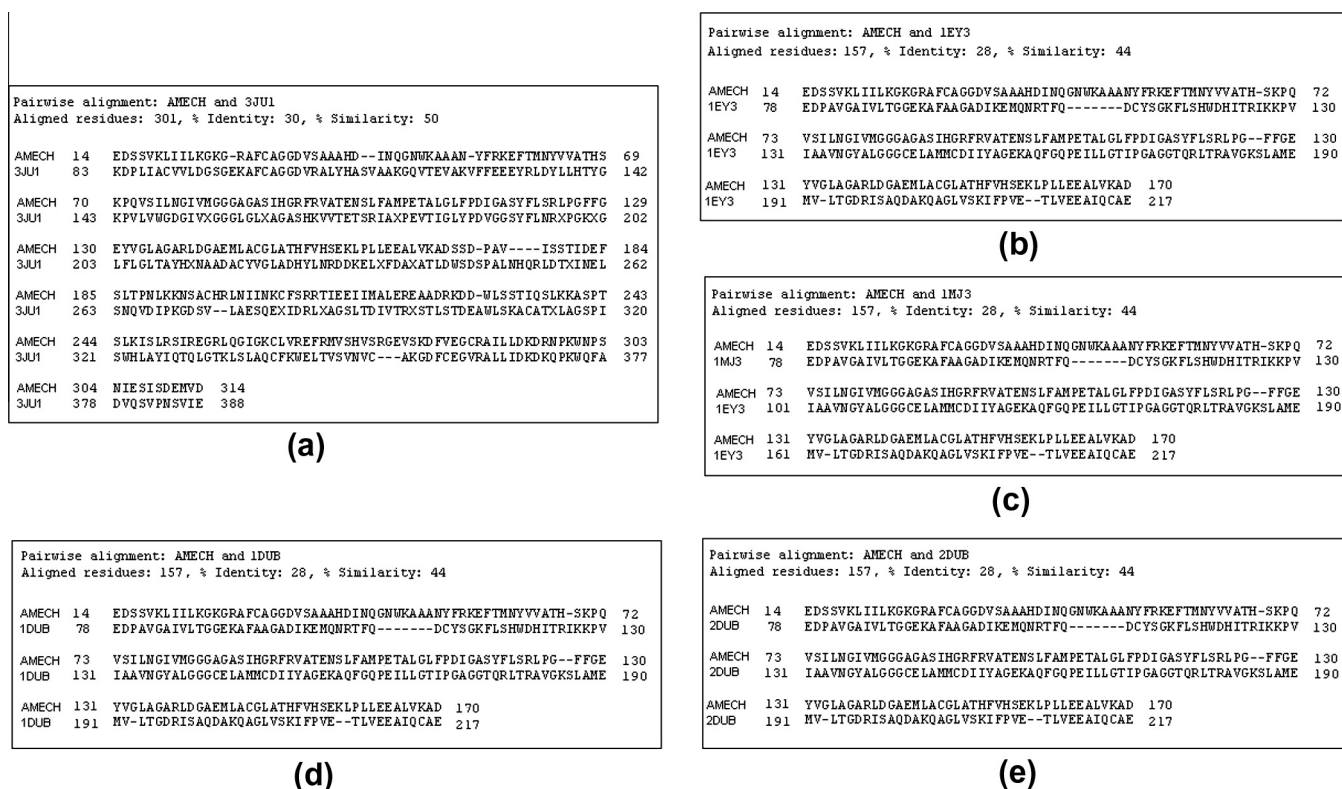 Pairwise alignment: AMECH and 3JU1
Aligned residues: 301, % Identity: 30, % Similarity: 50
AMECH 14 EDSSVKLIILKGKG-RAFCAGGDVSAAAHD--INQGNWKAAAN-YFRKEFTMNYVVATHS 69
3JU1 83 KDPLIACVVLDGSGEKAFCAGGDVRALYHASVAAKGQVTEVAKVFFEEEYRLDYLLHTYG 142
AMECH 70 KPQVSILNGIVMGGGAGASIHGRFRVATENSLFAMPETALGLFPDIGASYFLSRLPGFFG 129
3JU1 143 KPVLVWGDGIVXGGGLGLXAGASHKVVTETSRIAXPEVTIGLYPDVGGSYFLNRXPGKXG 202
AMECH 130 EYVGLAGARLDGAEMLACGLATHFVHSEKLPLLEEALVKADSSD-PAV----ISSTIDEF 184
3JU1 203 LFLGLTAYHXNAADACYVGLADHYLNRDDKELXFDAXATLDWSDSPALNHQRLDTXINEL 262
AMECH 185 SLTPNLKKNSACHRLNIINKCFSRRTIEEIIMALEREAADRKDD-WLSSTIQSLKKASPT 243
3JU1 263 SNQVDIPKGDSV--LAESQEXIDRLXAGSLTDIVTRXSTLSTDEAWLSKACATXLAGSPI 320
AMECH 244 SLKISLRSIREGRLQGIGKCLVREFRMVSHVSRGEVSKDFVEGCRAILLDKDRNPKWNPS 303
3JU1 321 SWHLAYIQTQLGTKLSLAQCFKWELTVSVNVC---AKGDFCEGVRALLIDKDKQPKWQFA 377
AMECH 304 NIESISDEMVD 314
3JU1 378 DVQSVPNSVIE 388
(a)
Pairwise alignment: AMECH and 1EY3
Aligned residues: 157, % Identity: 28, % Similarity: 44
AMECH 14 EDSSVKLIILKGKGRAFCAGGDVSAAAHDINQGNWKAAANYFRKEFTMNYVVATH-SKPQ 72
1EY3 78 EDPAVGAIVLTGGEKAFAAGADIKEMQNRTFQ-------DCYSGKFLSHWDHITRIKKPV 130
AMECH 73 VSILNGIVMGGGAGASIHGRFRVATENSLFAMPETALGLFPDIGASYFLSRLPG--FFGE 130
1EY3 131 IAAVNGYALGGGCELAMMCDIIYAGEKAQFGQPEILLGTIPGAGGTQRLTRAVGKSLAME 190
AMECH 131 YVGLAGARLDGAEMLACGLATHFVHSEKLPLLEEALVKAD 170
1EY3 191 MV-LTGDRISAQDAKQAGLVSKIFPVE--TLVEEAIQCAE 217
(b)
Pairwise alignment: AMECH and 1MJ3
Aligned residues: 157, % Identity: 28, % Similarity: 44
AMECH 14 EDSSVKLIILKGKGRAFCAGGDVSAAAHDINQGNWKAAANYFRKEFTMNYVVATH-SKPQ 72
1MJ3 78 EDPAVGAIVLTGGEKAFAAGADIKEMQNRTFQ-------DCYSGKFLSHWDHITRIKKPV 130
AMECH 73 VSILNGIVMGGGAGASIHGRFRVATENSLFAMPETALGLFPDIGASYFLSRLPG--FFGE 130
1EY3 101 IAAVNGYALGGGCELAMMCDIIYAGEKAQFGQPEILLGTIPGAGGTQRLTRAVGKSLAME 190
AMECH 131 YVGLAGARLDGAEMLACGLATHFVHSEKLPLLEEALVKAD 170
1EY3 161 MV-LTGDRISAQDAKQAGLVSKIFPVE--TLVEEAIQCAE 217
(c)
Pairwise alignment: AMECH and 1DUB
Aligned residues: 157, % Identity: 28, % Similarity: 44
AMECH 14 EDSSVKLIILKGKGRAFCAGGDVSAAAHDINQGNWKAAANYFRKEFTMNYVVATH-SKPQ 72
1DUB 78 EDPAVGAIVLTGGEKAFAAGADIKEMQNRTFQ-------DCYSGKFLSHWDHITRIKKPV 130
AMECH 73 VSILNGIVMGGGAGASIHGRFRVATENSLFAMPETALGLFPDIGASYFLSRLPG--FFGE 130
1DUB 131 IAAVNGYALGGGCELAMMCDIIYAGEKAQFGQPEILLGTIPGAGGTQRLTRAVGKSLAME 190
AMECH 131 YVGLAGARLDGAEMLACGLATHFVHSEKLPLLEEALVKAD 170
1DUB 191 MV-LTGDRISAQDAKQAGLVSKIFPVE--TLVEEAIQCAE 217
(d)
Pairwise alignment: AMECH and 2DUB
Aligned residues: 157, % Identity: 28, % Similarity: 44
AMECH 14 EDSSVKLIILKGKGRAFCAGGDVSAAAHDINQGNWKAAANYFRKEFTMNYVVATH-SKPQ 72
2DUB 78 EDPAVGAIVLTGGEKAFAAGADIKEMQNRTFQ-------DCYSGKFLSHWDHITRIKKPV 130
AMECH 73 VSILNGIVMGGGAGASIHGRFRVATENSLFAMPETALGLFPDIGASYFLSRLPG--FFGE 130
2DUB 131 IAAVNGYALGGGCELAMMCDIIYAGEKAQFGQPEILLGTIPGAGGTQRLTRAVGKSLAME 190
AMECH 131 YVGLAGARLDGAEMLACGLATHFVHSEKLPLLEEALVKAD 170
2DUB 191 MV-LTGDRISAQDAKQAGLVSKIFPVE--TLVEEAIQCAE 217
(e)